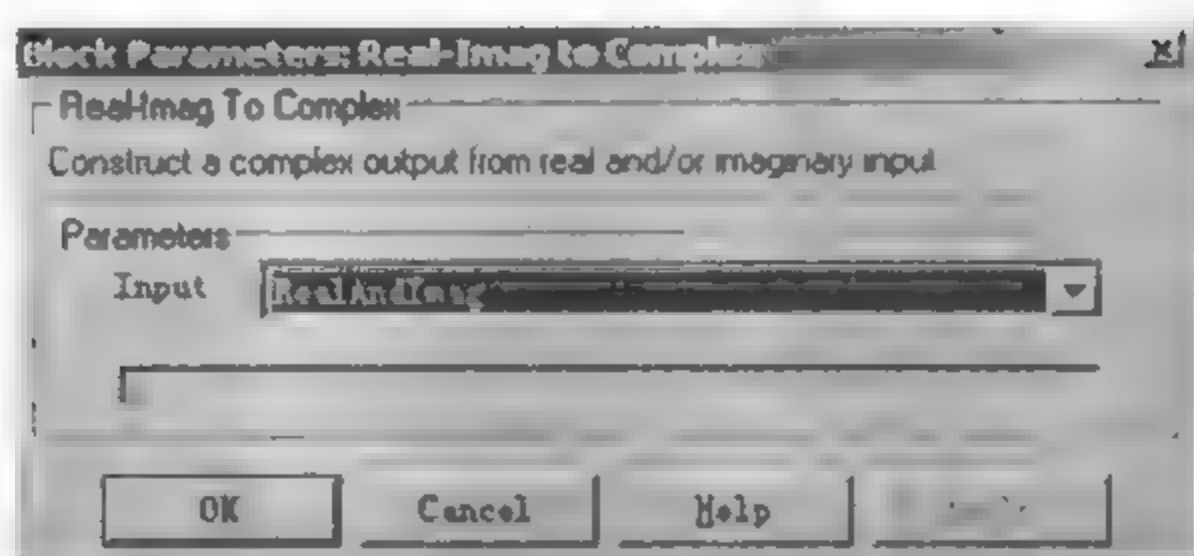 Block Parameters: Real-Imag to Complex
Real-Imag To Complex
Construct a complex output from real and/or imaginary input
Parameters
Input RealAndImag
OK Cancel Help